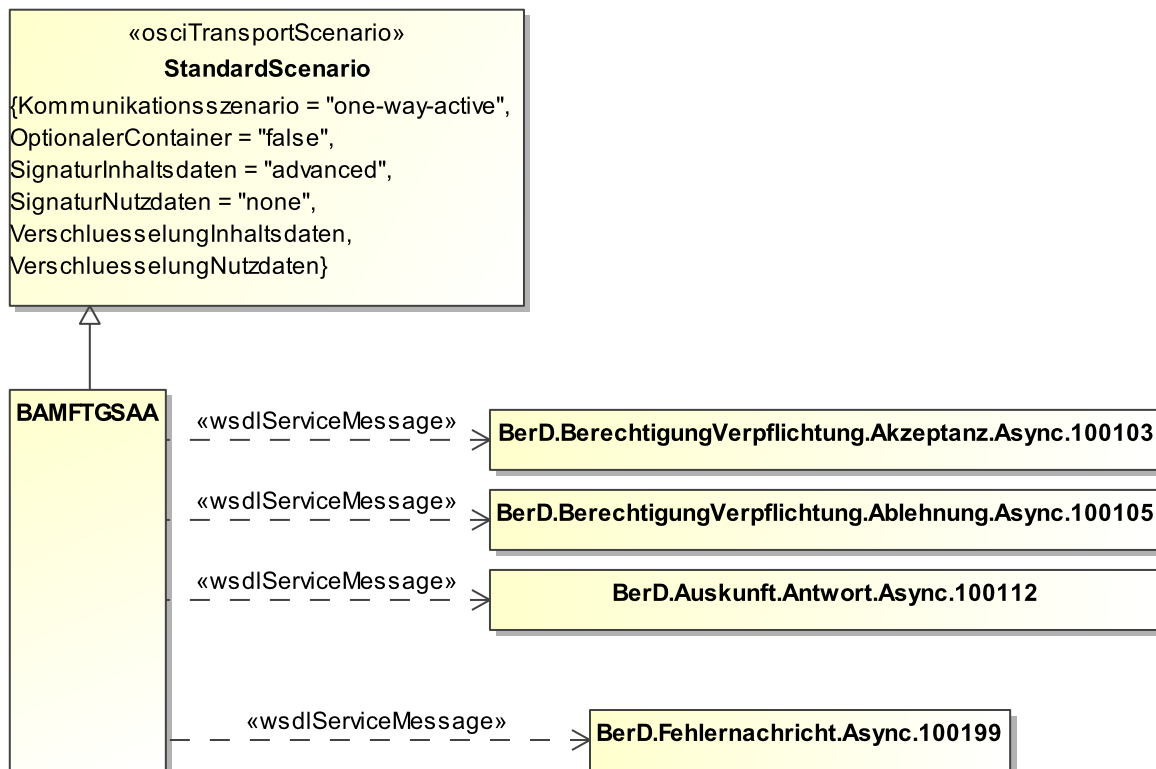 «osciTransportScenario»
StandardScenario
{Kommunikationsszenario = "one-way-active",
OptionalerContainer = "false",
SignaturInhaltsdaten = "advanced",
SignaturNutzdaten = "none",
VerschluesselungInhaltsdaten,
VerschluesselungNutzdaten}
BAMFTGSAA
«wsdlServiceMessage»
BerD.BerechtigungVerpflichtung.Akzeptanz.Async.100103
«wsdlServiceMessage»
BerD.BerechtigungVerpflichtung.Ablehnung.Async.100105
«wsdlServiceMessage»
BerD.Auskunft.Antwort.Async.100112
«wsdlServiceMessage»
BerD.Fehlernachricht.Async.100199